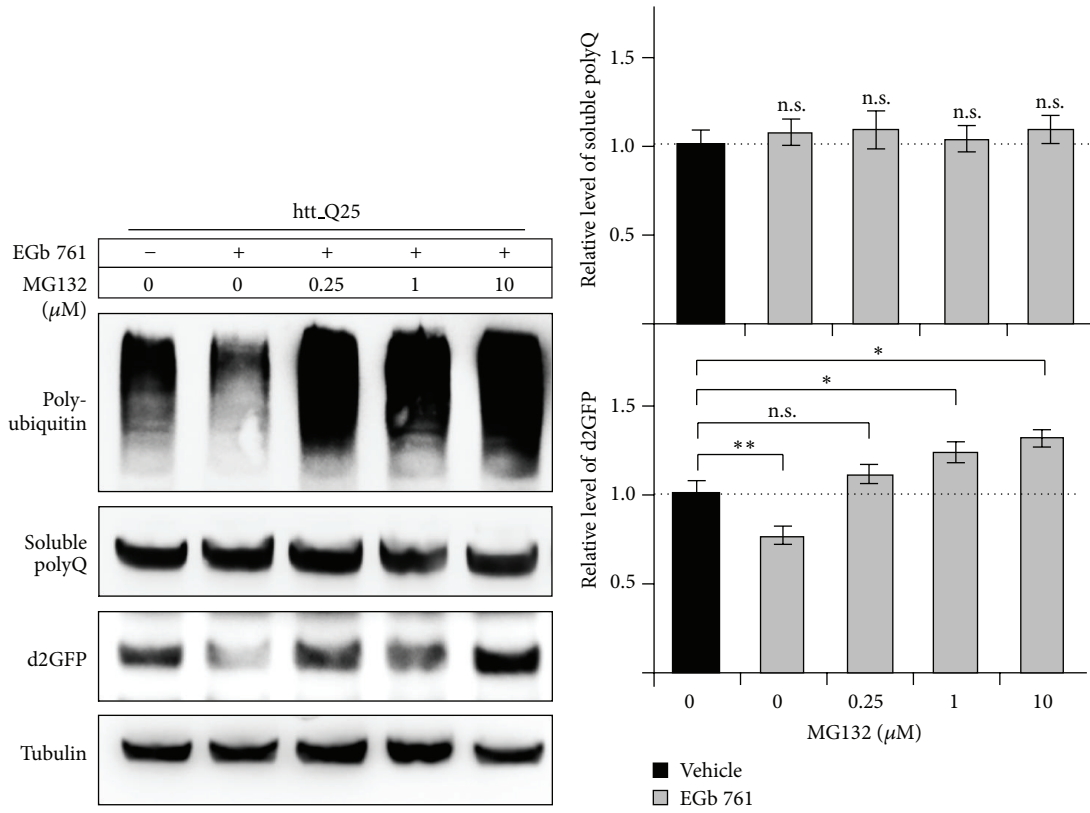 htt_Q25
EGb 761 − + + + +
MG132 0 0 0.25 1 10
(μM)
Poly-
ubiquitin
Soluble
polyQ
d2GFP
Tubulin
Relative level of soluble polyQ
1.5
1.0
0.5
n.s.
n.s.
n.s.
n.s.
Relative level of d2GFP
1.5
1.0
0.5
*
*
n.s.
**
0 0 0.25 1 10
MG132 (μM)
Vehicle
EGb 761